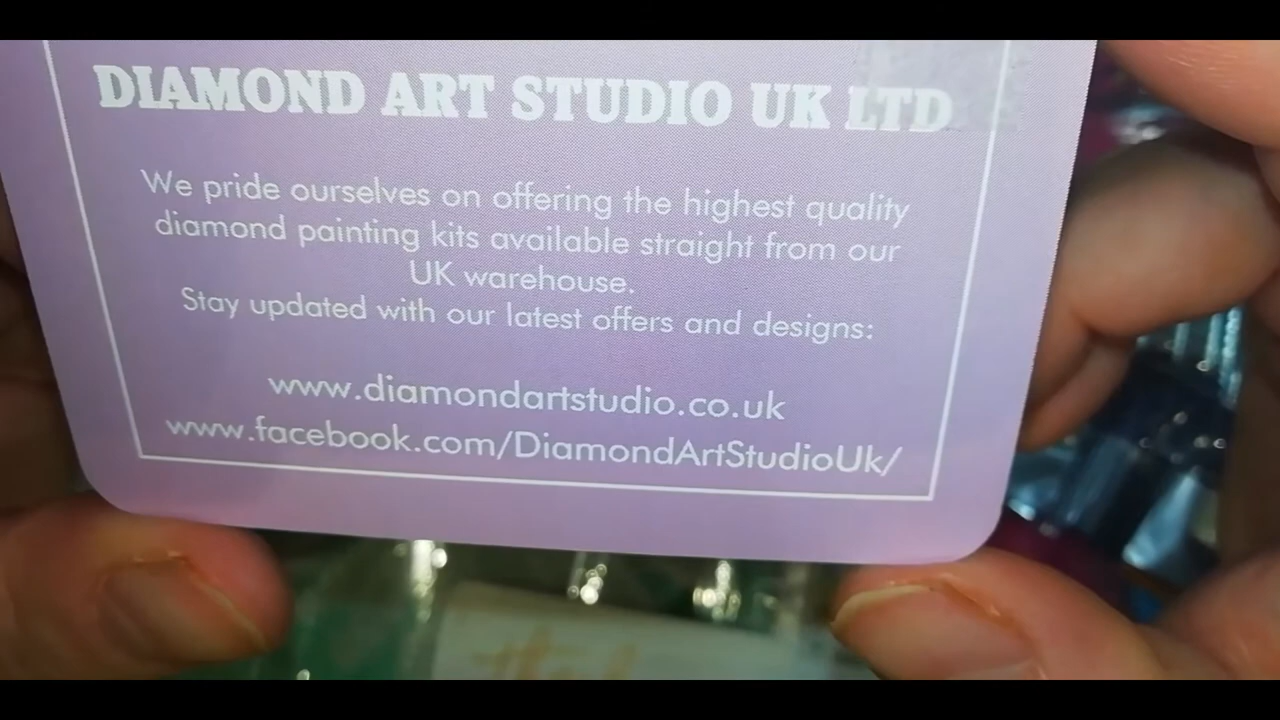 DIAMOND ART STUDIO UK LTD
We pride ourselves on offering the highest quality
diamond painting kits available straight from our
UK warehouse.
Stay updated with our latest offers and designs:
www.diamondartstudio.co.uk
www.facebook.com/DiamondArtStudioUk/